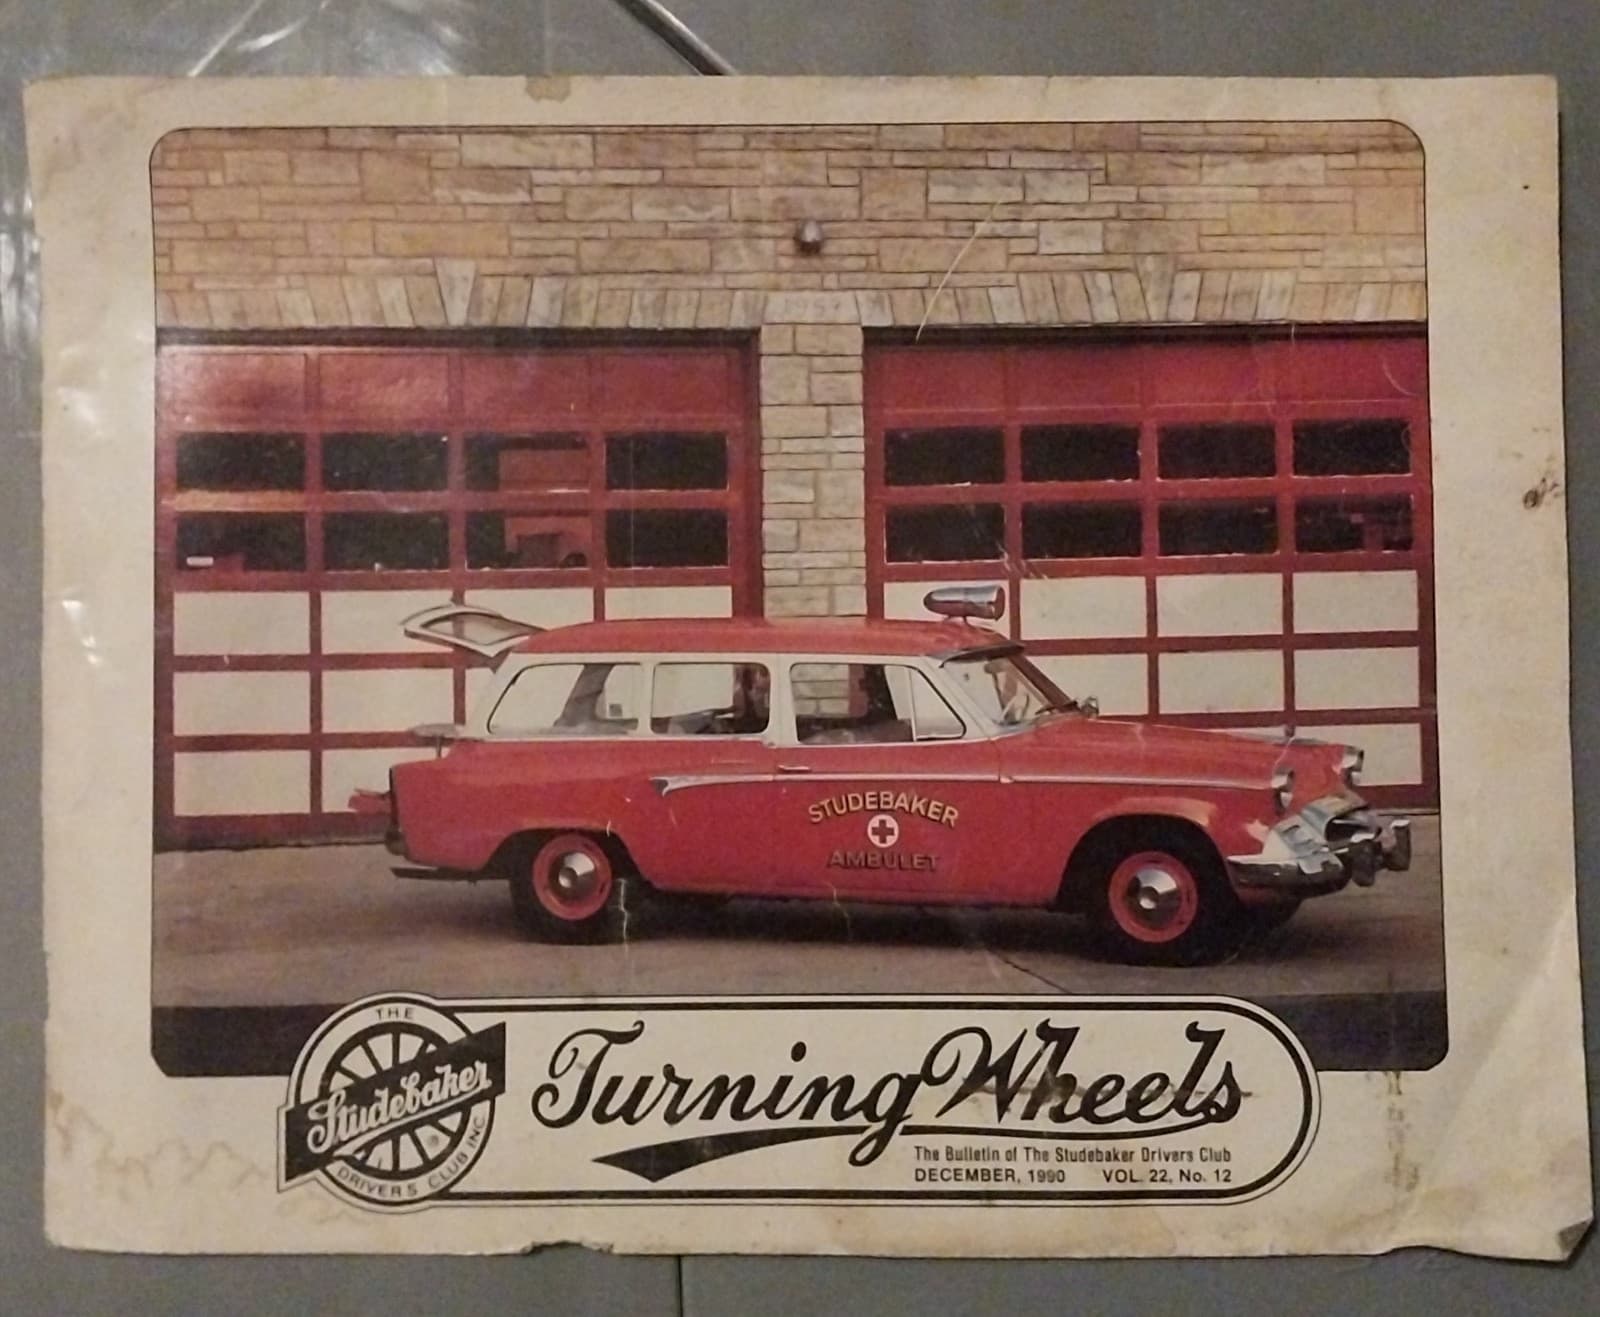 1957
STUDEBAKER
AMBULET
THE
Studebaker
DRIVERS CLUB INC.
®
Turning Wheels
The Bulletin of The Studebaker Drivers Club
DECEMBER, 1990 VOL. 22, No. 12